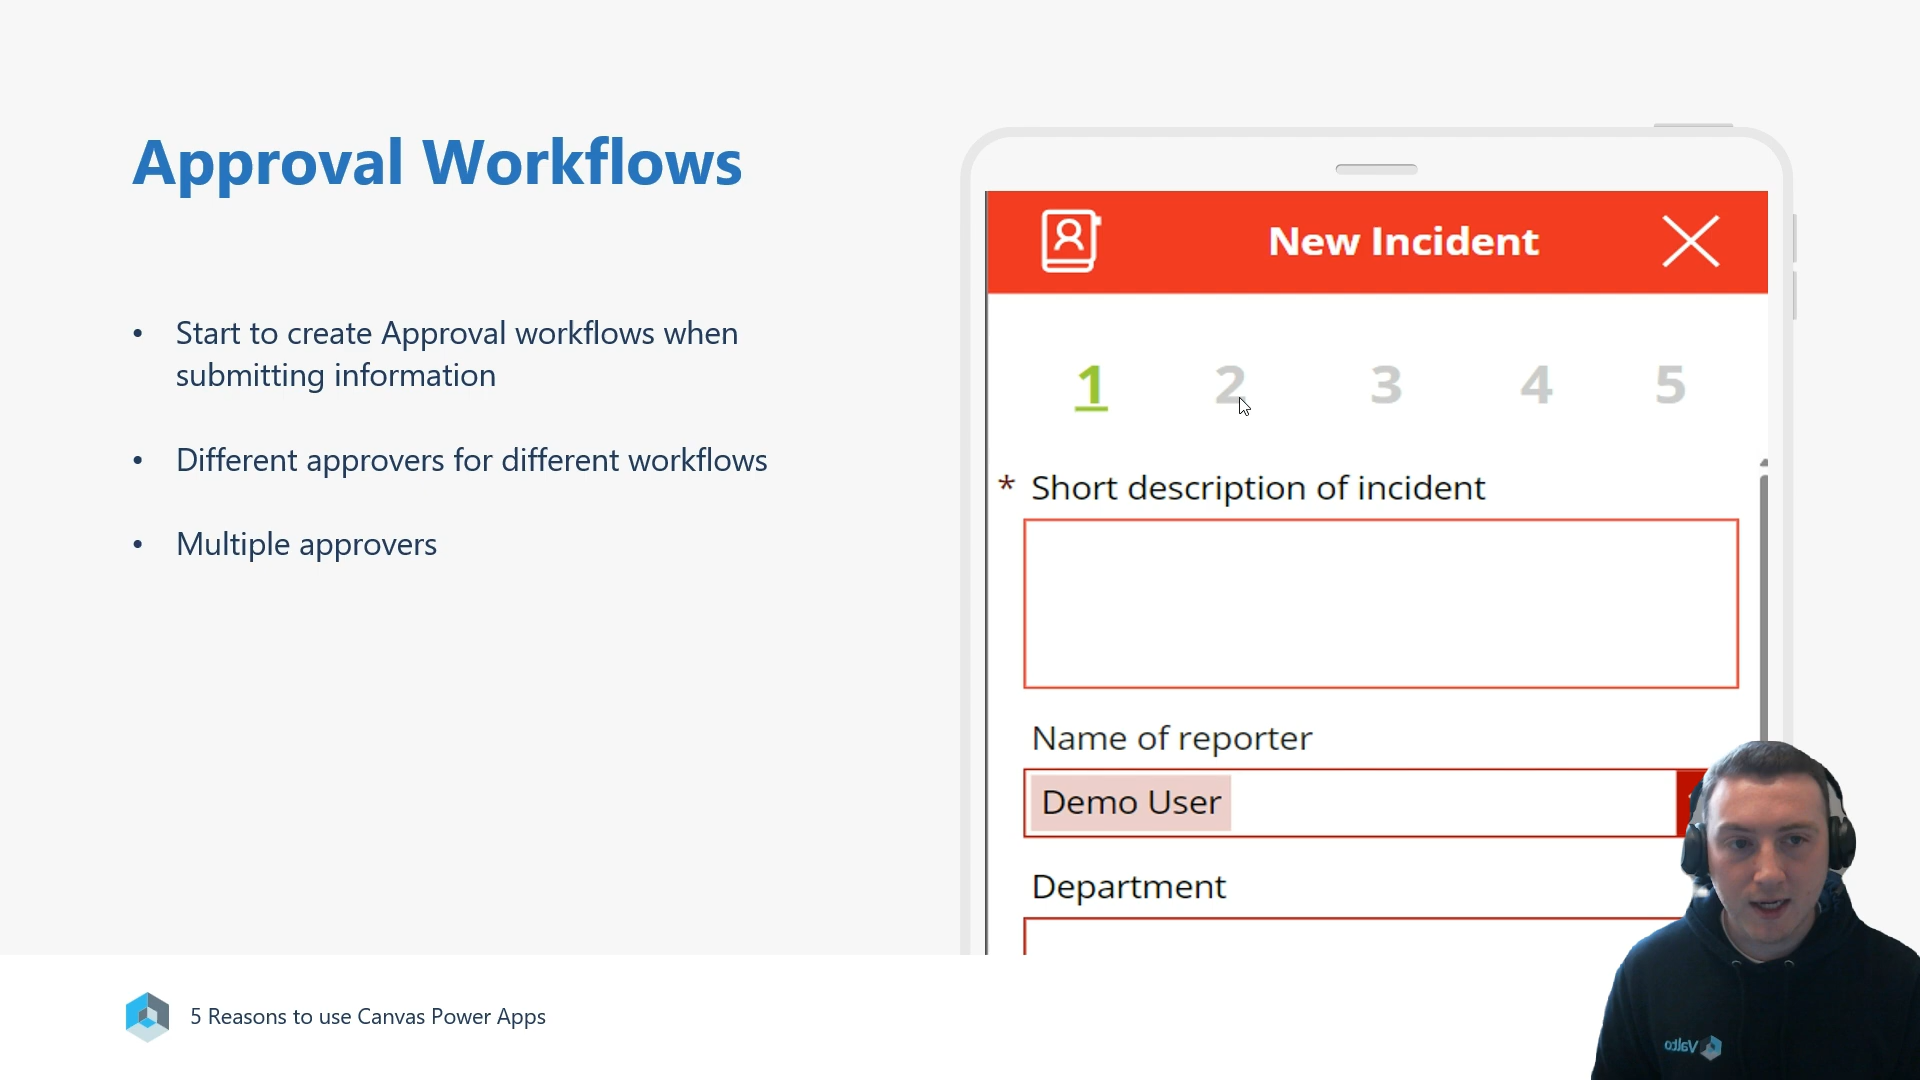 Approval Workflows
• Start to create Approval workflows when
submitting information
• Different approvers for different workflows
• Multiple approvers
New Incident
1 2 3 4 5
* Short description of incident
Name of reporter
Demo User
Department
5 Reasons to use Canvas Power Apps
Valto